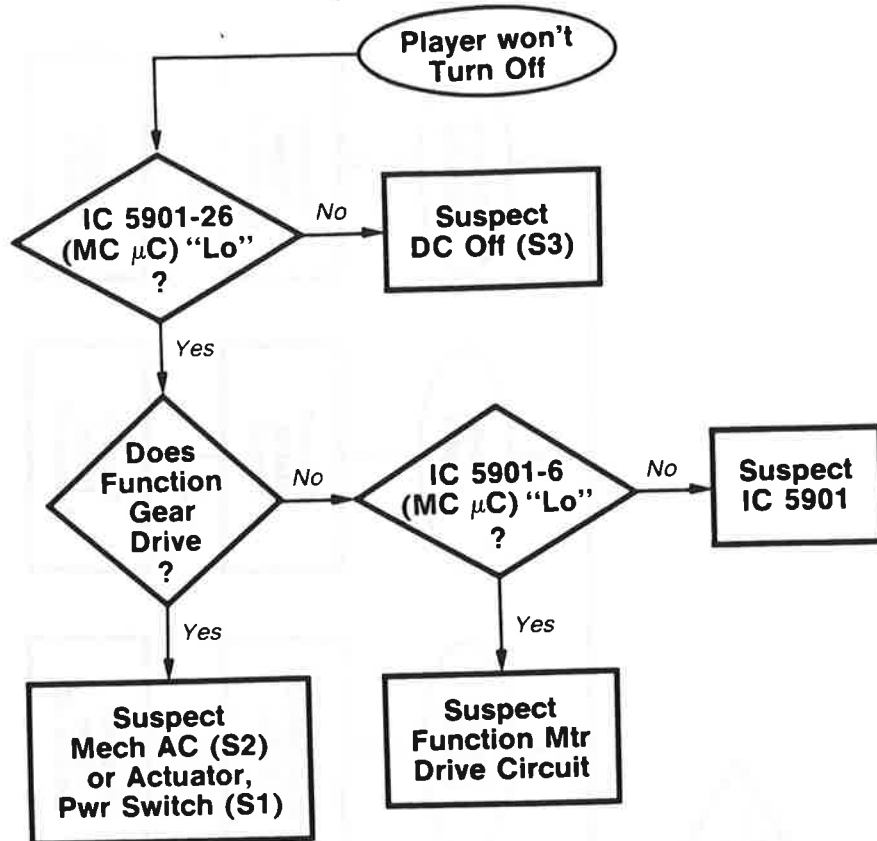 Player won't
Turn Off
IC 5901-26
(MC μC) "Lo"
?
No
Suspect
DC Off (S3)
Yes
Does
Function
Gear
Drive
?
No
IC 5901-6
(MC μC) "Lo"
?
No
Suspect
IC 5901
Yes
Suspect
Mech AC (S2)
or Actuator,
Pwr Switch (S1)
Yes
Suspect
Function Mtr
Drive Circuit